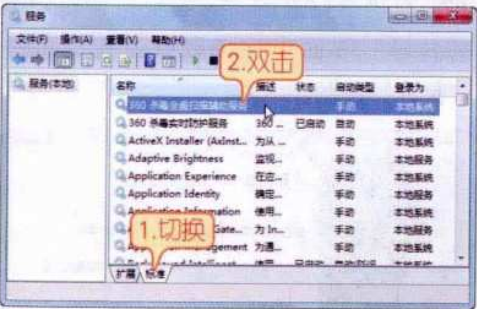 服务
文件(F) 操作(A) 查看(V) 帮助(H)
2.双击
服务(本地)
名称 描述 状态 启动类型 登录为
360 杀毒全盘扫描辅助服务 手动 本地系统
360 杀毒实时防护服务 360 ... 已启动 自动 本地系统
ActiveX Installer (AxInst... 为从 ... 手动 本地系统
Adaptive Brightness 监视... 手动 本地服务
Application Experience 在应... 手动 本地系统
Application Identity 确定... 手动 本地服务
Application Information 使用... 手动 本地系统
1.切换
Gate... 为 In... 手动 本地服务
gement 为通... 手动 本地系统
扩展 标准